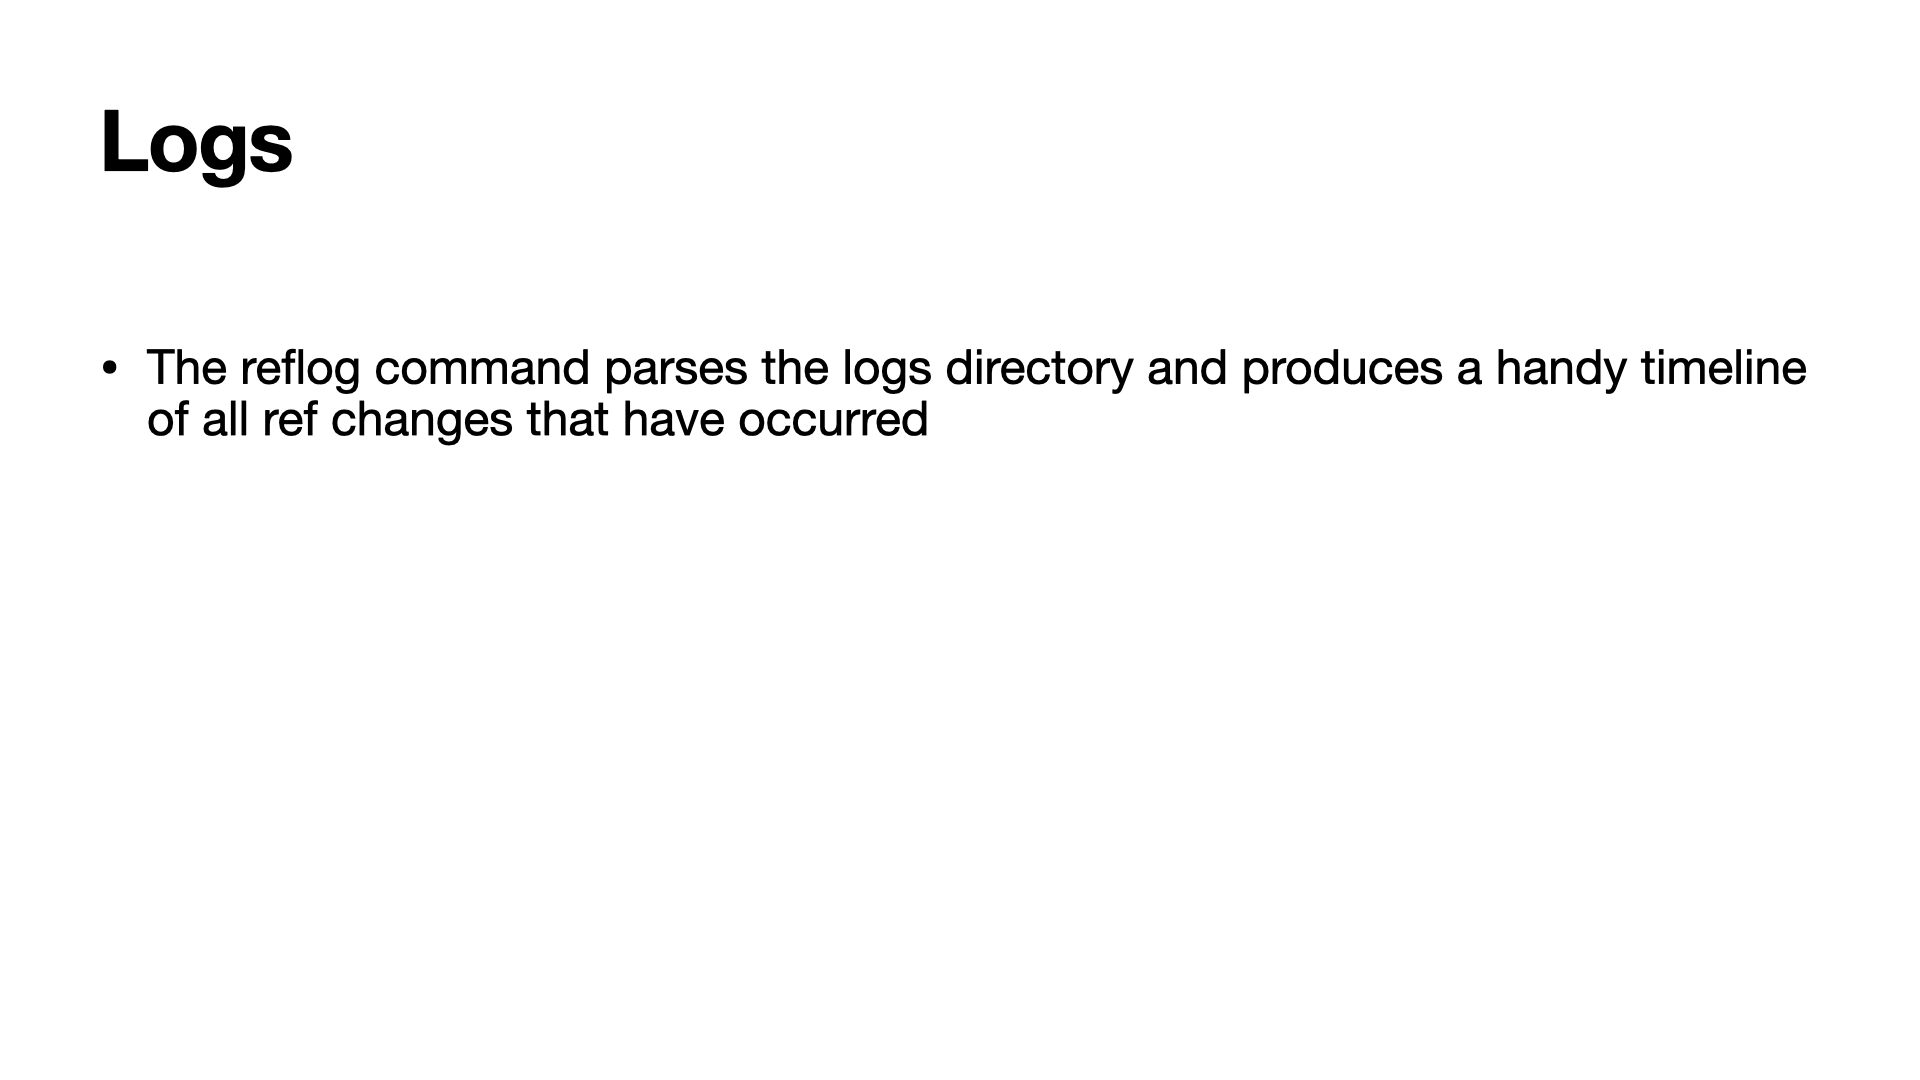 Logs
• The reflog command parses the logs directory and produces a handy timeline
of all ref changes that have occurred